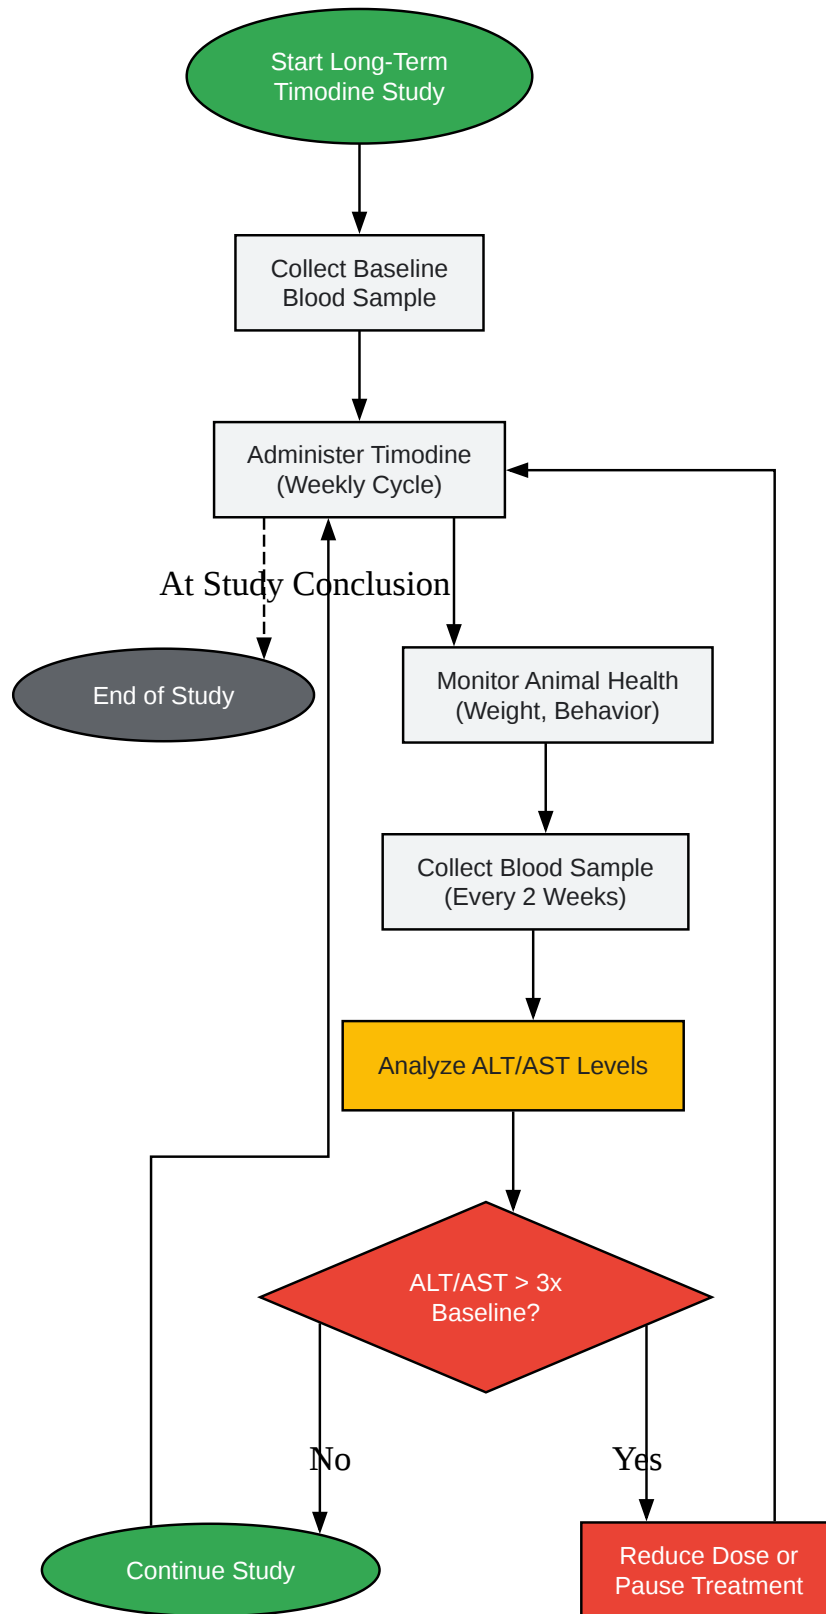 Start Long-Term
Timodine Study
Collect Baseline
Blood Sample
Administer Timodine
(Weekly Cycle)
At Study Conclusion
End of Study
Monitor Animal Health
(Weight, Behavior)
Collect Blood Sample
(Every 2 Weeks)
Analyze ALT/AST Levels
ALT/AST > 3x
Baseline?
No
Yes
Continue Study
Reduce Dose or
Pause Treatment